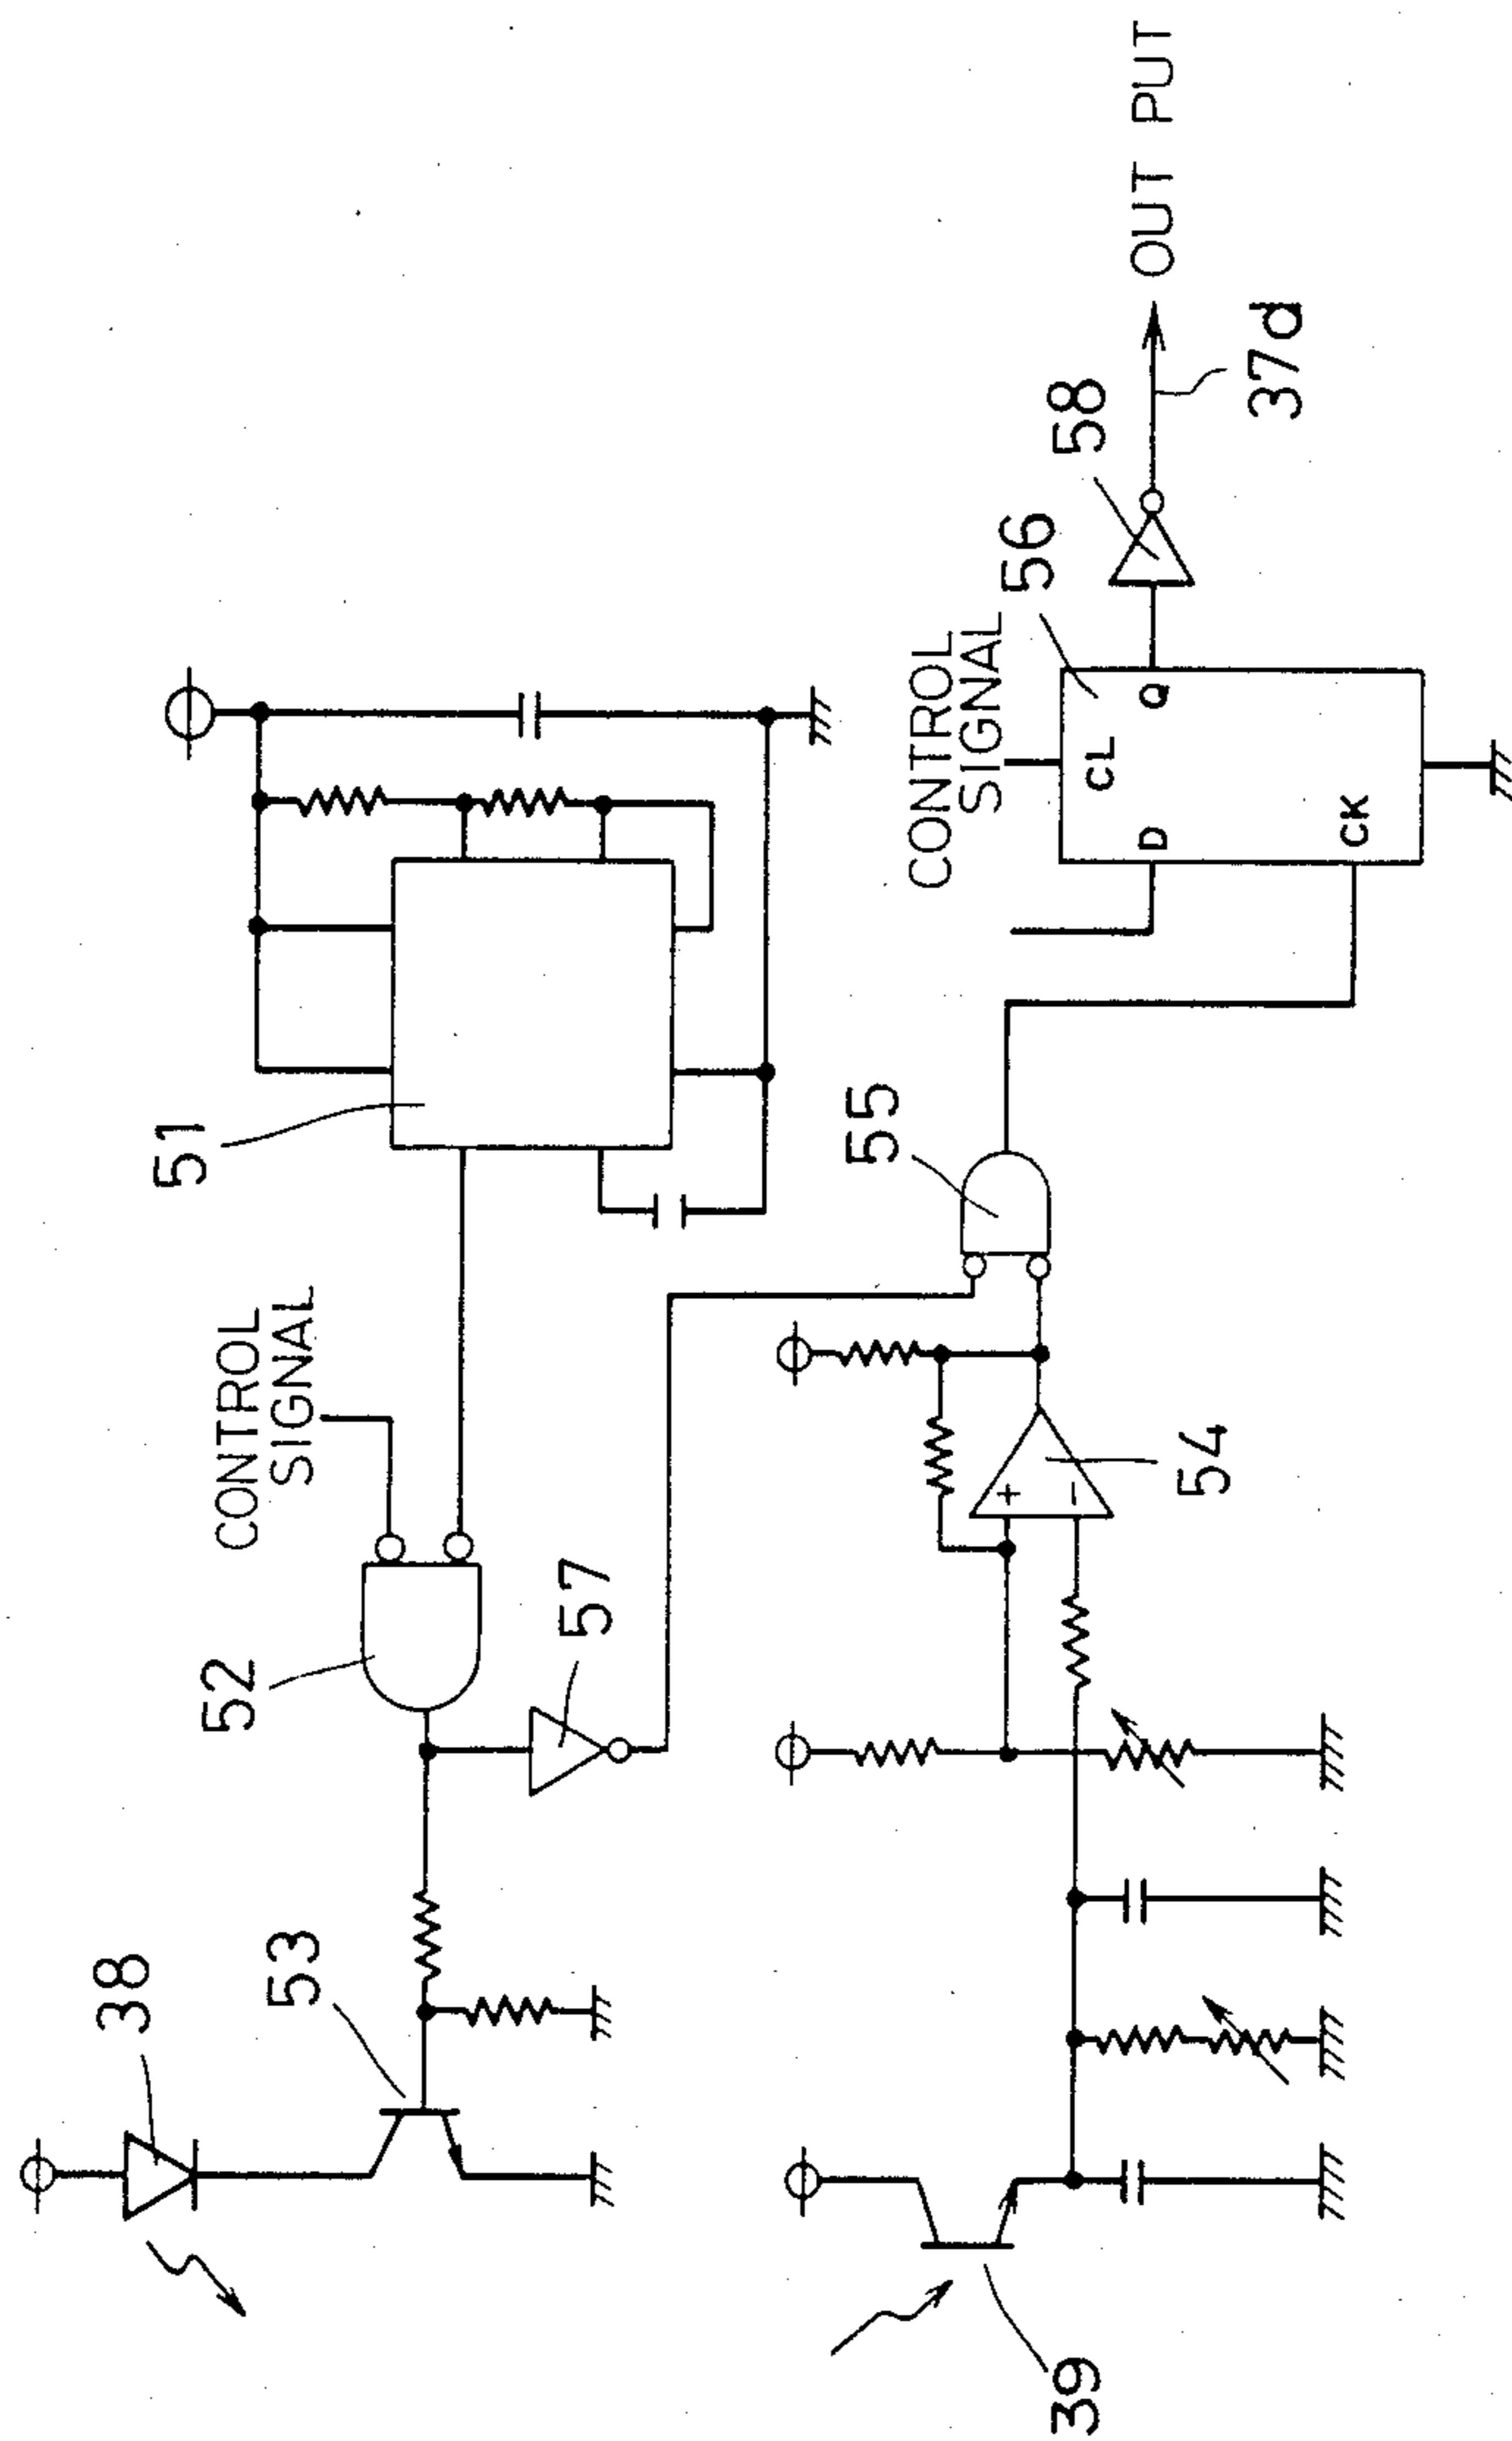 38
53
52
CONTROL
SIGNAL
57
51
39
+
-
54
55
CONTROL
SIGNAL
56
D
CL
Q
CK
58
37d
OUT PUT